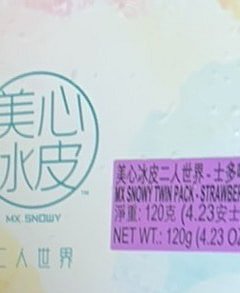 美心
冰皮
™
MX. SNOWY
二人世界
美心冰皮二人世界 - 士多
MX SNOWY TWIN PACK - STRAWBER
淨重: 120克 (4.23安士
NET WT.: 120g (4.23 OZ